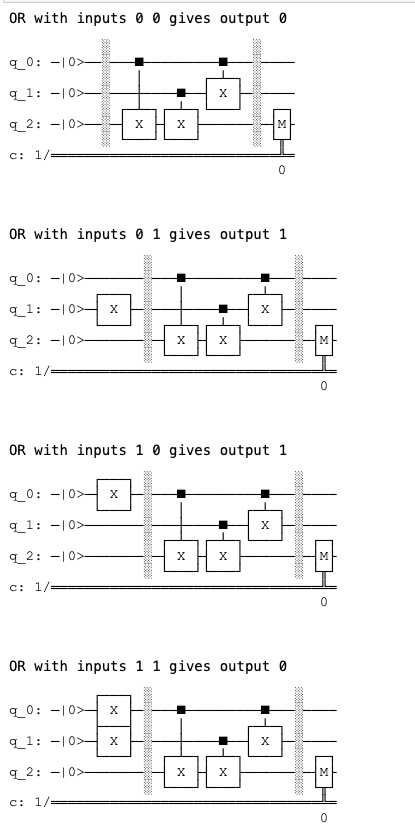 OR with inputs 0 0 gives output 0
q_0: —|0>
X
q_1: —|0>
q_2: —|0> X X M
c: 1/
0
OR with inputs 0 1 gives output 1
q_0: —|0>
q_1: —|0> X X
q_2: —|0> X X M
c: 1/
0
OR with inputs 1 0 gives output 1
q_0: —|0> X
q_1: —|0> X
q_2: —|0> X X M
c: 1/
0
OR with inputs 1 1 gives output 0
q_0: —|0> X
q_1: —|0> X X
q_2: —|0> X X M
c: 1/
0